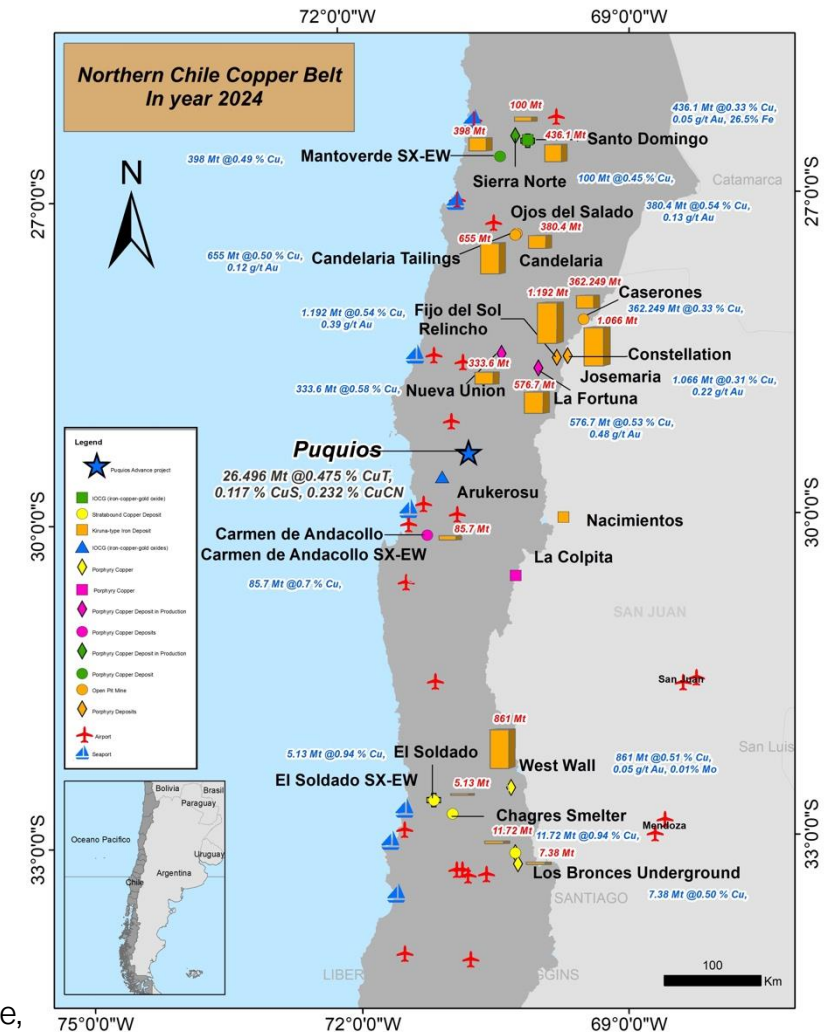 72°0'0"W
69°0'0"W
Northern Chile Copper Belt
In year 2024
N
27°0'0"S
27°0'0"S
398 Mt
100 Mt
436.1 Mt
436.1 Mt @0.33 % Cu,
0.05 g/t Au, 26.5% Fe
Santo Domingo
398 Mt @0.49 % Cu,
Mantoverde SX-EW
Sierra Norte
100 Mt @0.45 % Cu,
Catamarca
Ojos del Salado
380.4 Mt @0.54 % Cu,
0.13 g/t Au
655 Mt
380.4 Mt
655 Mt @0.50 % Cu,
0.12 g/t Au
Candelaria Tailings
Candelaria
362.249 Mt
1.192 Mt
Caserones
362.249 Mt @0.33 % Cu,
1.192 Mt @0.54 % Cu,
0.39 g/t Au
Fijo del Sol
Relincho
1.066 Mt
Constellation
333.6 Mt
Josemaria
1.066 Mt @0.31 % Cu,
0.22 g/t Au
333.6 Mt @0.58 % Cu,
Nueva Union
576.7 Mt
La Fortuna
576.7 Mt @0.53 % Cu,
0.48 g/t Au
Puquios
26.496 Mt @0.475 % CuT,
0.117 % CuS, 0.232 % CuCN
Arukerosu
30°0'0"S
30°0'0"S
Nacimientos
Carmen de Andacollo
85.7 Mt
Carmen de Andacollo SX-EW
La Colpita
85.7 Mt @0.7 % Cu,
SAN JUAN
San Juan
Legend
Puquios Advance project
IOCG (iron-copper-gold oxide)
Stratabound Copper Deposit
Kiruna-type Iron Deposit
IOCG (iron-copper-gold oxides)
Porphyry Copper
Porphyry Copper
Porphyry Copper Deposit in Production
Porphyry Copper Deposits
Porphyry Copper Deposit in Production
Porphyry Copper Deposit
Open Pit Mine
Porphyry Deposits
Airport
Seaport
861 Mt
San Luis
5.13 Mt @0.94 % Cu,
El Soldado
West Wall
861 Mt @0.51 % Cu,
0.05 g/t Au, 0.01% Mo
El Soldado SX-EW
5.13 Mt
Chagres Smelter
Mendoza
11.72 Mt
11.72 Mt @0.94 % Cu,
7.38 Mt
33°0'0"S
33°0'0"S
Los Bronces Underground
SANTIAGO
7.38 Mt @0.50 % Cu,
Bolivia
Brasil
Paraguay
Oceano Pacifico
Uruguay
Argentina
Chile
LIBER
GGINS
100
Km
e,
75°0'0"W
72°0'0"W
69°0'0"W